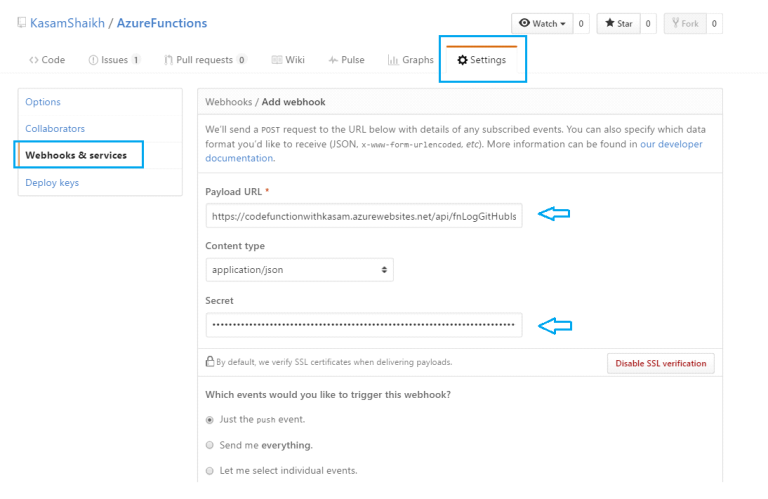 KasamShaikh / AzureFunctions
Watch 0 Star 0 Fork 0
Code Issues 1 Pull requests 0 Wiki Pulse Graphs Settings
Options
Collaborators
Webhooks & services
Deploy keys
Webhooks / Add webhook
We'll send a POST request to the URL below with details of any subscribed events. You can also specify which data
format you'd like to receive (JSON, x-www-form-urlencoded, etc). More information can be found in our developer
documentation.
Payload URL *
https://codefunctionwithkasam.azurewebsites.net/api/fnLogGitHubIs
Content type
application/json
Secret
By default, we verify SSL certificates when delivering payloads.
Disable SSL verification
Which events would you like to trigger this webhook?
Just the push event.
Send me everything.
Let me select individual events.